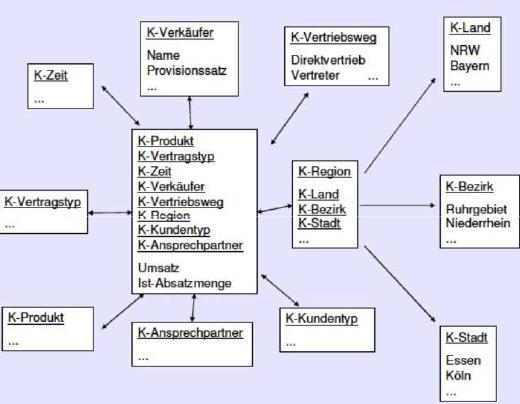 K-Verkäufer
Name
Provisionssatz
...
K-Vertriebsweg
Direktvertrieb
Vertreter ...
K-Land
NRW
Bayern
...
K-Zeit
...
K-Produkt
K-Vertragstyp
K-Zeit
K-Verkäufer
K-Vertriebsweg
K-Region
K-Kundentyp
K-Ansprechpartner
Umsatz
Ist-Absatzmenge
K-Region
K-Land
K-Bezirk
K-Stadt
...
K-Bezirk
Ruhrgebiet
Niederrhein
...
K-Vertragstyp
...
K-Produkt
...
K-Ansprechpartner
...
K-Kundentyp
...
K-Stadt
Essen
Köln
...